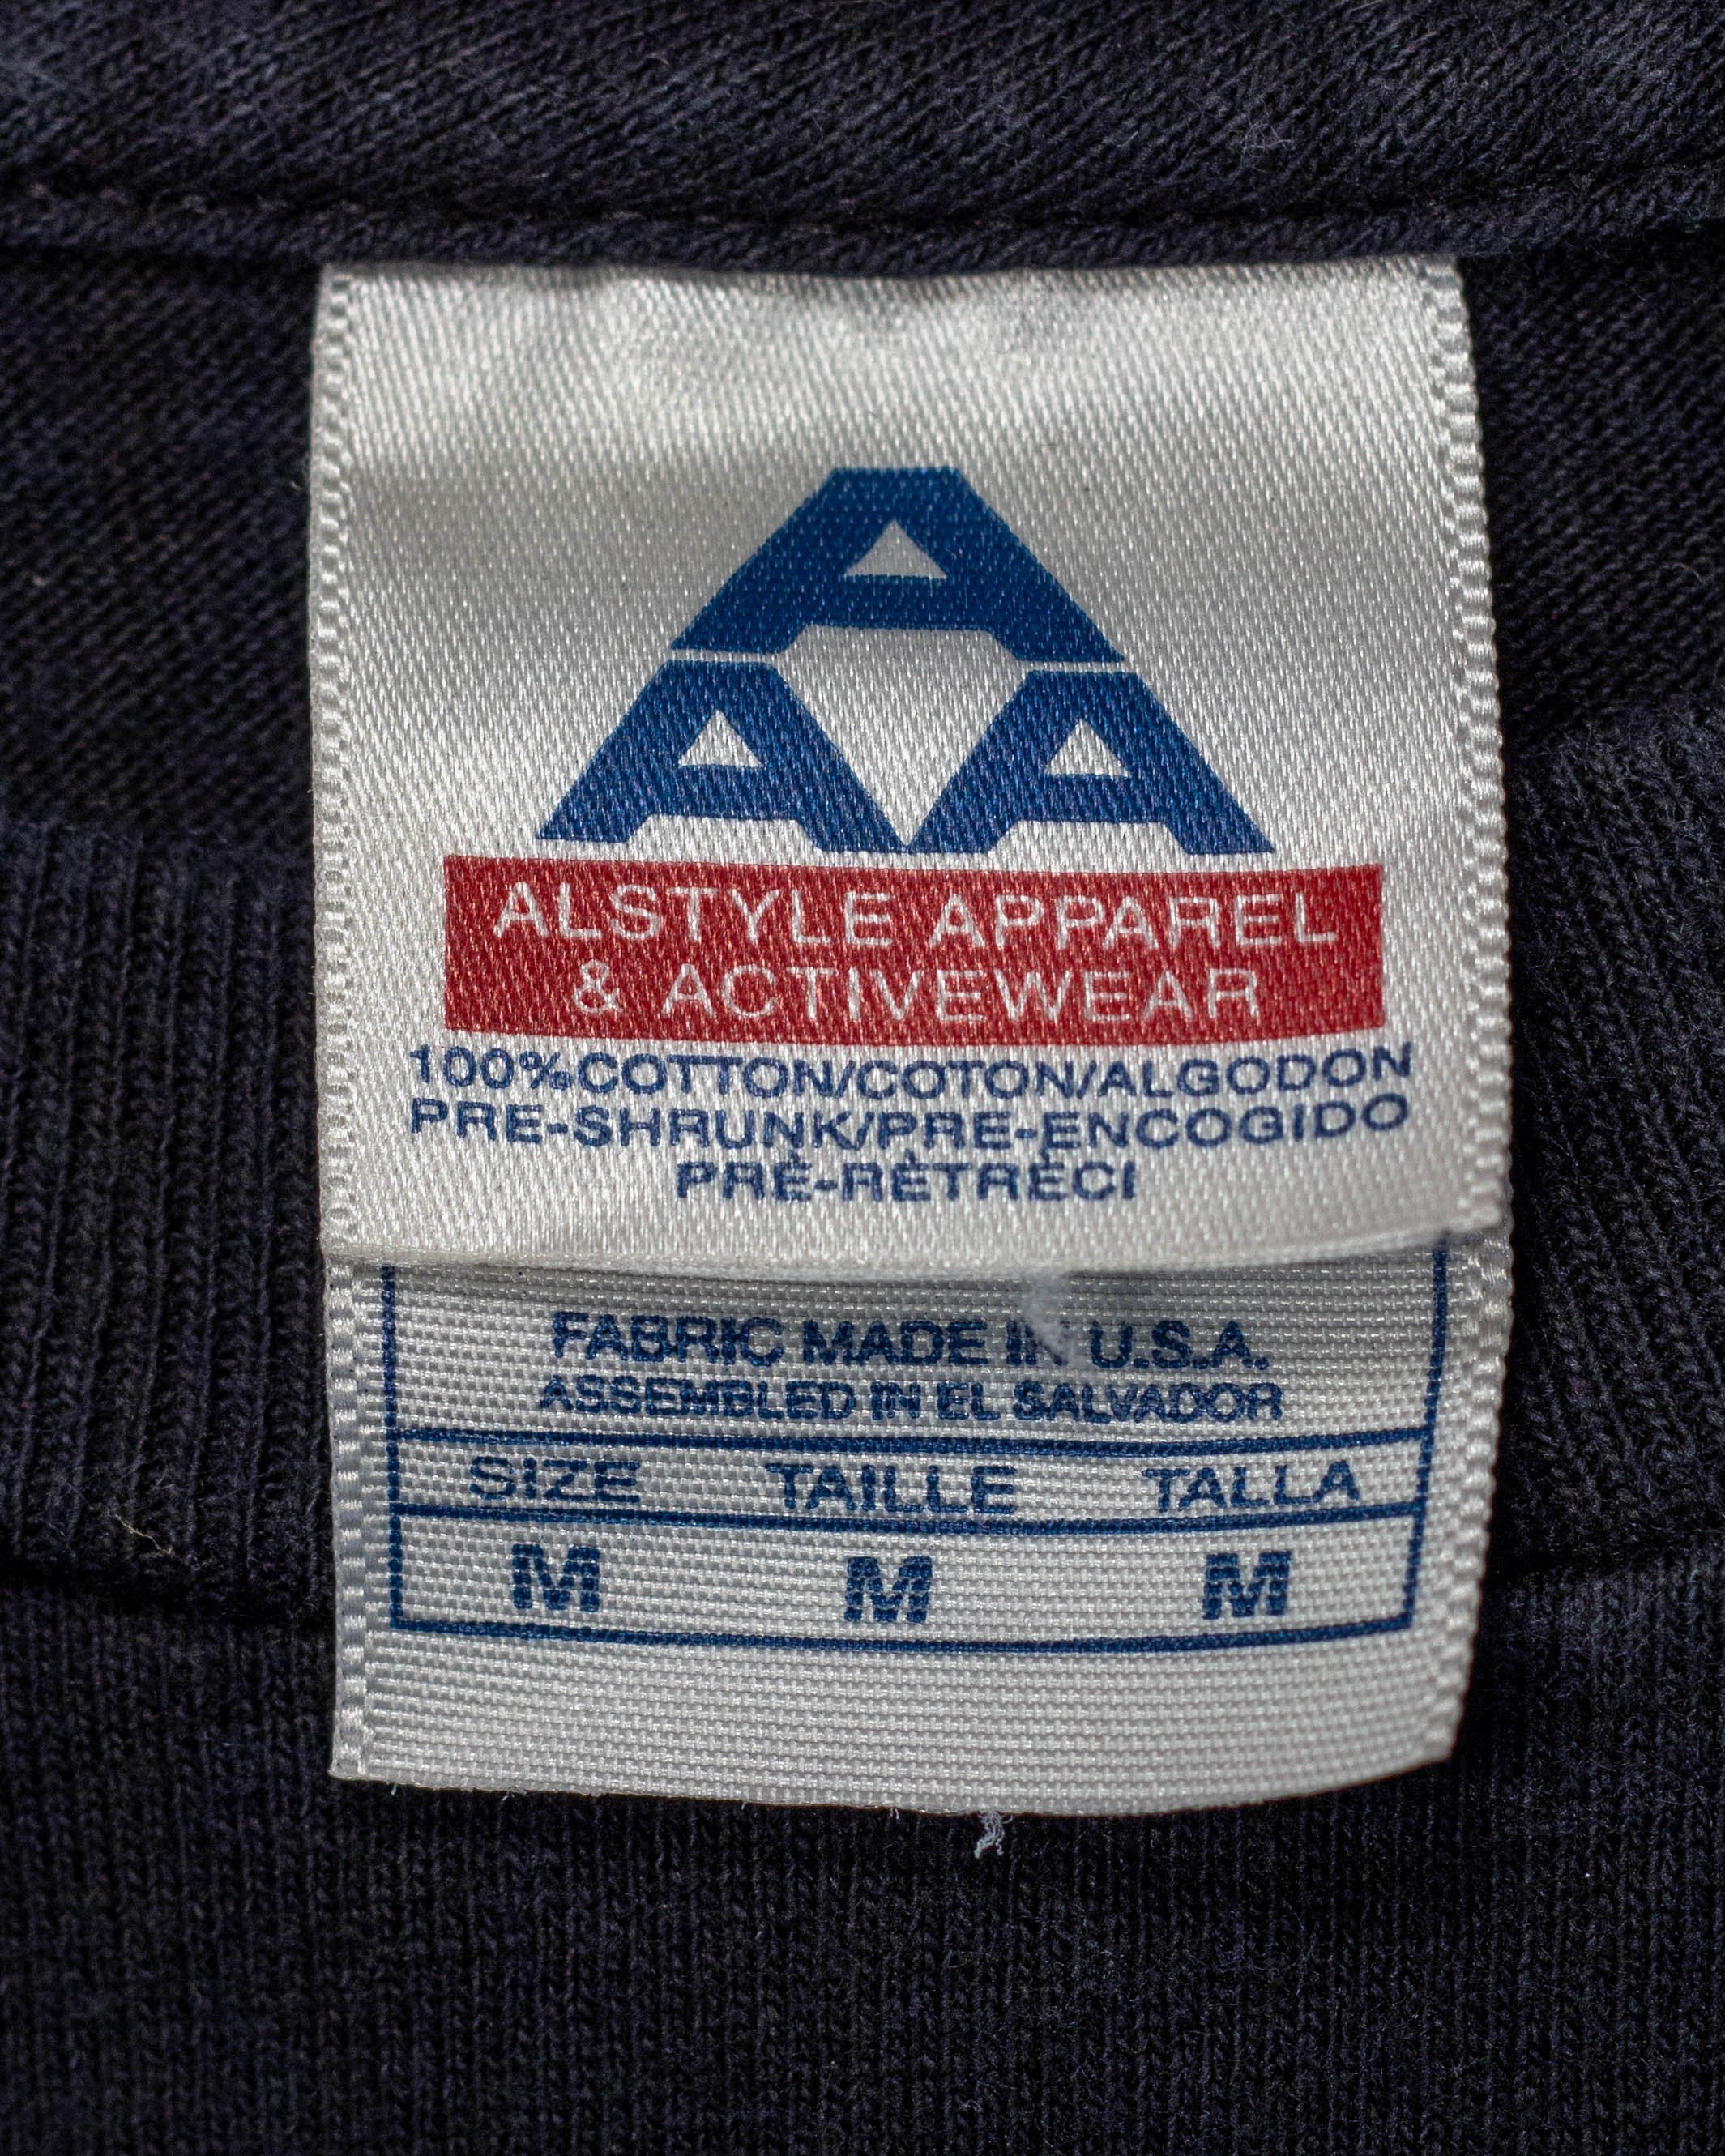 A
AA
ALSTYLE APPAREL
& ACTIVEWEAR
100%COTTON/COTON/ALGODON
PRE-SHRUNK/PRE-ENCOGIDO
PRÉ-RÉTRÉCI
FABRIC MADE IN U.S.A.
ASSEMBLED IN EL SALVADOR
SIZE TAILLE TALLA
M M M